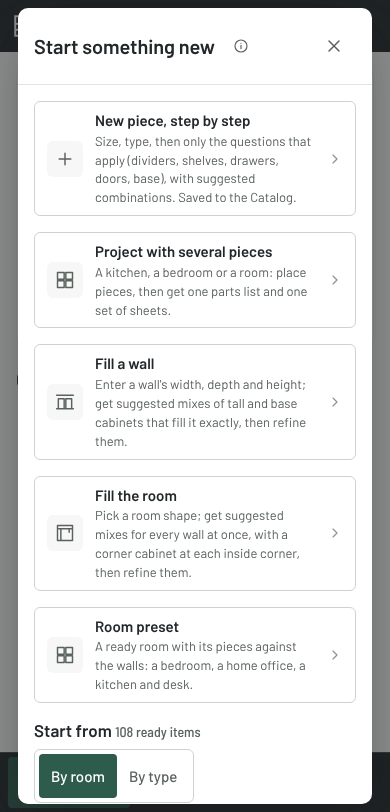 Start something new
New piece, step by step
Size, type, then only the questions that
apply (dividers, shelves, drawers,
doors, base), with suggested
combinations. Saved to the Catalog.
Project with several pieces
A kitchen, a bedroom or a room: place
pieces, then get one parts list and one
set of sheets.
Fill a wall
Enter a wall's width, depth and height;
get suggested mixes of tall and base
cabinets that fill it exactly, then refine
them.
Fill the room
Pick a room shape; get suggested
mixes for every wall at once, with a
corner cabinet at each inside corner,
then refine them.
Room preset
A ready room with its pieces against
the walls: a bedroom, a home office, a
kitchen and desk.
Start from 108 ready items
By room By type